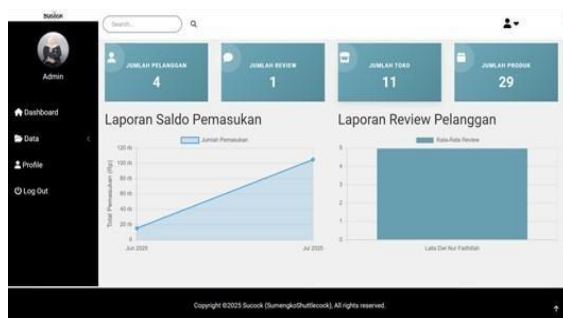 Sucock
Search...
Admin
Dashboard
Data
Profile
Log Out
JUMLAH PELANGGAN
4
JUMLAH REVIEW
1
JUMLAH TOKO
11
JUMLAH PRODUK
29
Laporan Saldo Pemasukan
Jumlah Pemasukan
Total Pemasukan (Rp)
120 rb
100 rb
80 rb
60 rb
40 rb
20 rb
0
Jun 2025
Jul 2025
Laporan Review Pelanggan
Rata-Rata Review
5
4
3
2
1
0
Copyright ©2025 Sucock (SumengkoShuttlecock), All rights reserved.